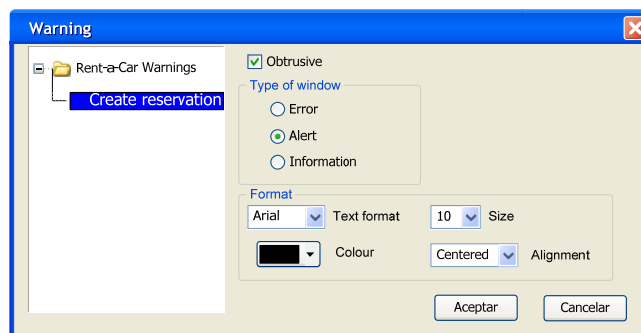 Warning
Rent-a-Car Warnings
Create reservation
Obtrusive
Type of window
Error
Alert
Information
Format
Arial Text format 10 Size
Colour Centered Alignment
Aceptar Cancelar